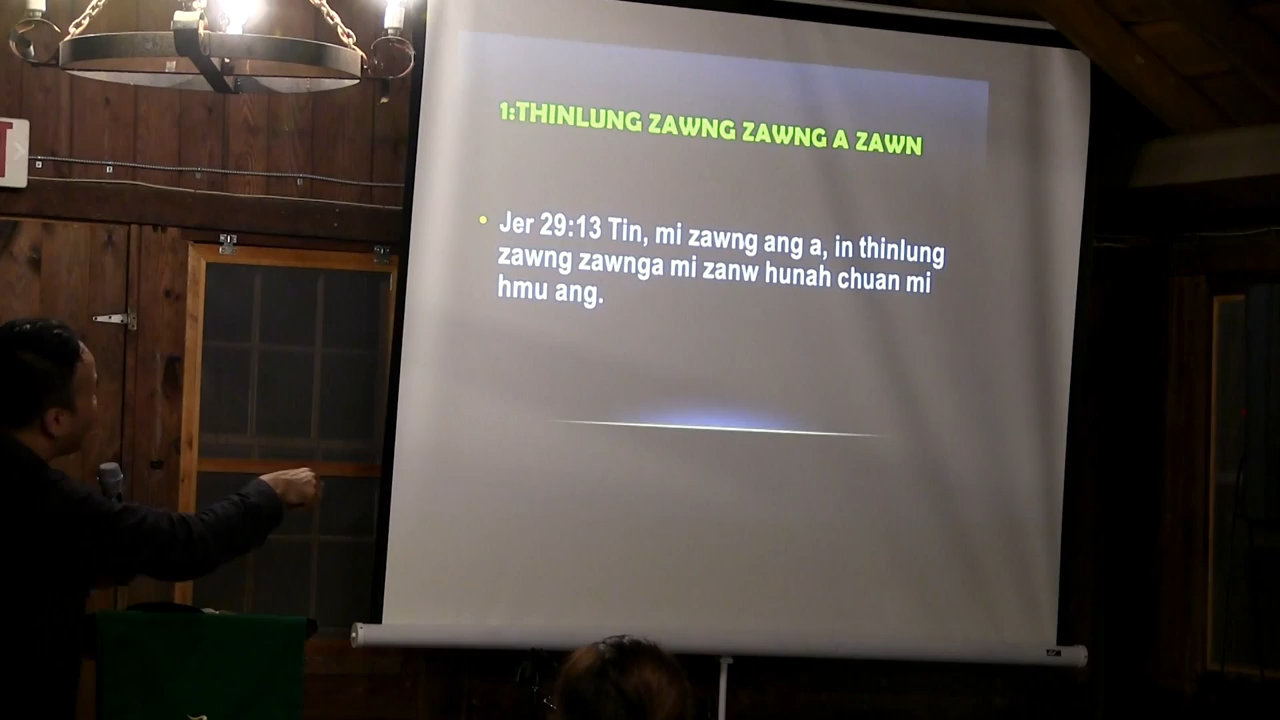 1:THINLUNG ZAWNG ZAWNG A ZAWN
• Jer 29:13 Tin, mi zawng ang a, in thinlung
zawng zawnga mi zanw hunah chuan mi
hmu ang.